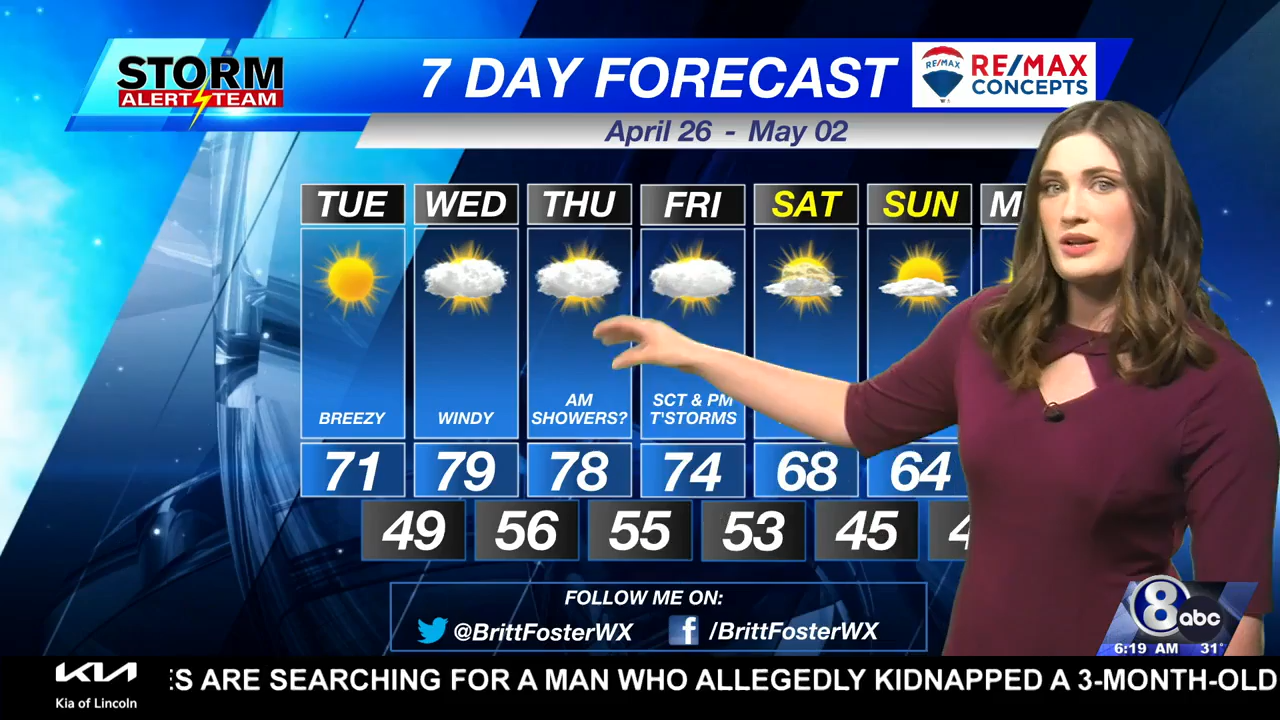 STORM
ALERT TEAM
7 DAY FORECAST
RE/MAX
RE/MAX
CONCEPTS
April 26 - May 02
TUE WED THU FRI SAT SUN M
BREEZY WINDY AM SHOWERS? SCT & PM T'STORMS
71 79 78 74 68 64
49 56 55 53 45 4
FOLLOW ME ON:
@BrittFosterWX /BrittFosterWX
8 abc
6:19 AM 31°
KIA
Kia of Lincoln
ES ARE SEARCHING FOR A MAN WHO ALLEGEDLY KIDNAPPED A 3-MONTH-OLD